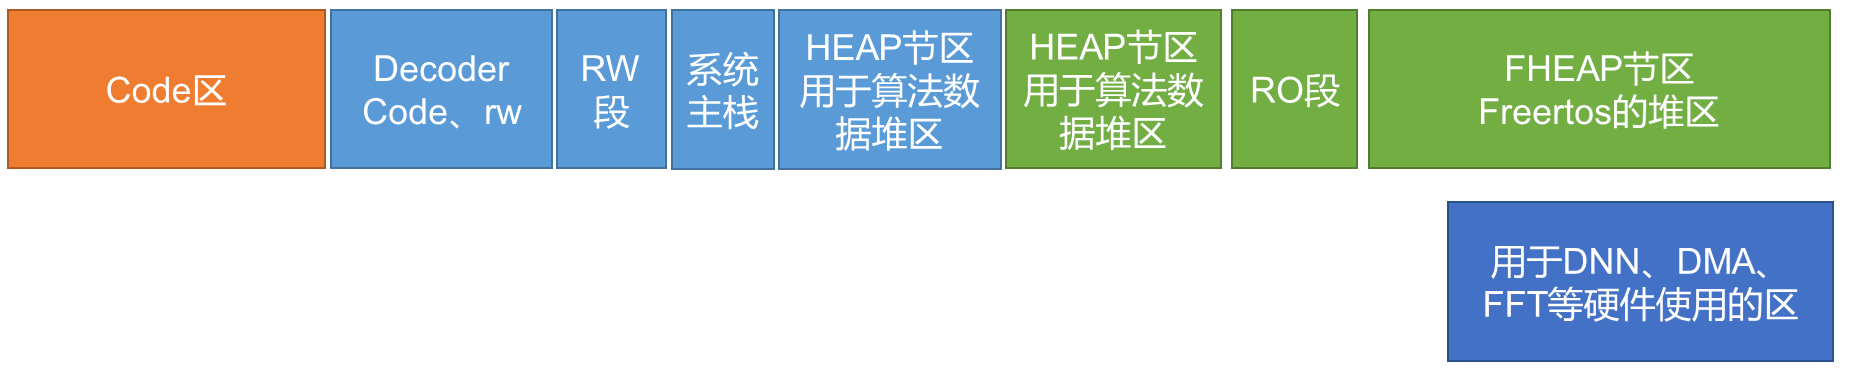 Code区
Decoder
Code、rw
RW
段
系统
主栈
HEAP节区
用于算法数
据堆区
HEAP节区
用于算法数
据堆区
RO段
FHEAP节区
Freertos的堆区
用于DNN、DMA、
FFT等硬件使用的区